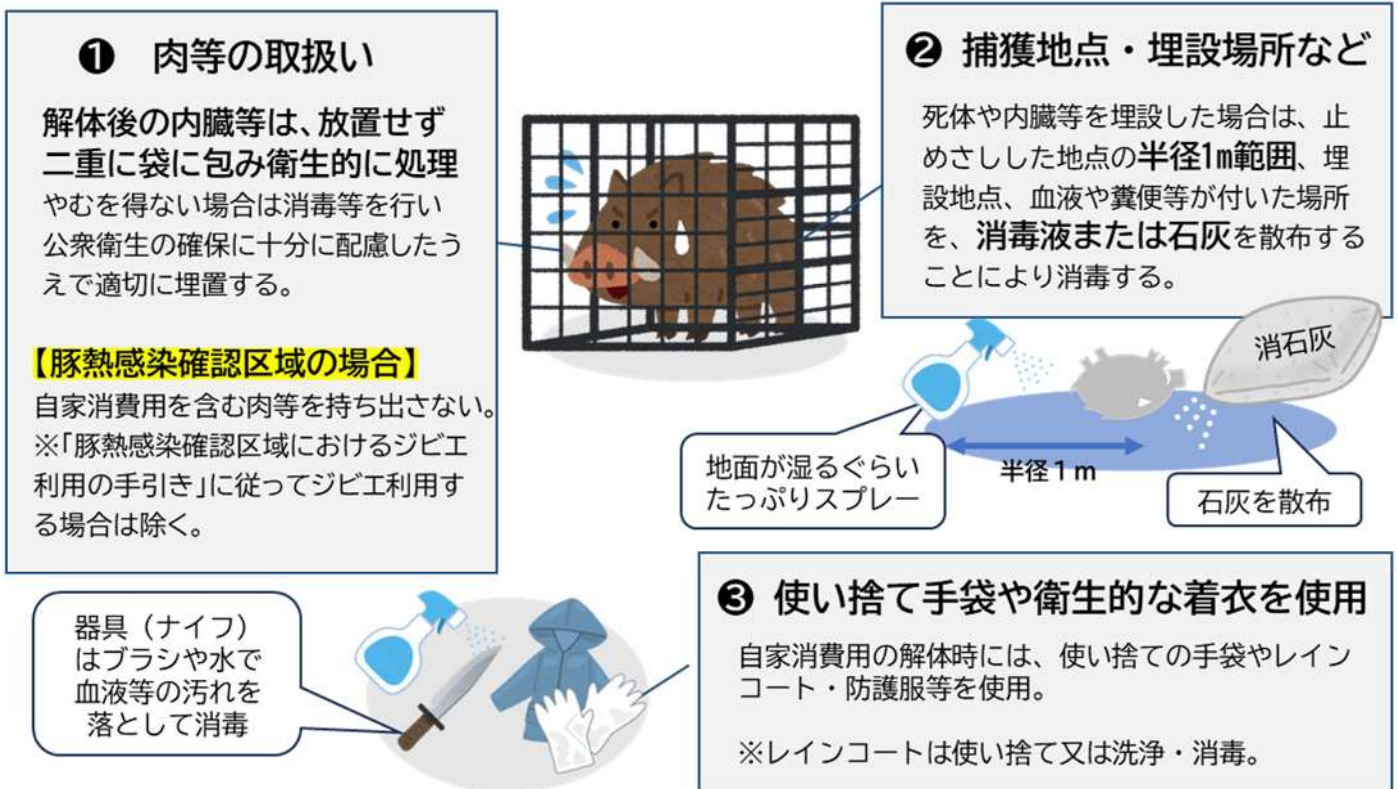 ❶ 肉等の取扱い
解体後の内臓等は、放置せず
二重に袋に包み衛生的に処理
やむを得ない場合は消毒等を行い
公衆衛生の確保に十分に配慮したう
えで適切に埋置する。
【豚熱感染確認区域の場合】
自家消費用を含む肉等を持ち出さない。
※「豚熱感染確認区域におけるジビエ
利用の手引き」に従ってジビエ利用す
る場合は除く。
❷ 捕獲地点・埋設場所など
死体や内臓等を埋設した場合は、止
めさしした地点の半径1m範囲、埋
設地点、血液や糞便等が付いた場所
を、消毒液または石灰を散布する
ことにより消毒する。
消石灰
地面が湿るぐらい
たっぷりスプレー
半径１ｍ
石灰を散布
器具（ナイフ）
はブラシや水で
血液等の汚れを
落として消毒
❸ 使い捨て手袋や衛生的な着衣を使用
自家消費用の解体時には、使い捨ての手袋やレイン
コート・防護服等を使用。
※レインコートは使い捨て又は洗浄・消毒。